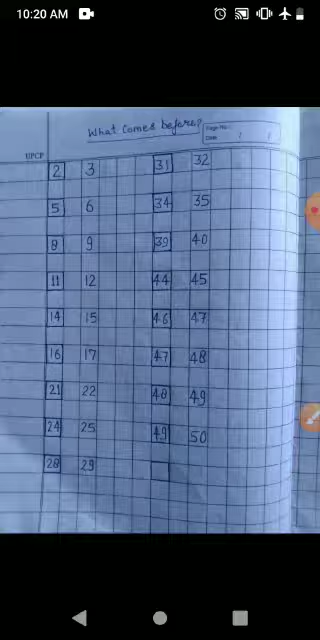 10:20 AM
What comes before?
Page No.
Date
UPCP
2 3 31 32
5 6 34 35
8 9 39 40
11 12 44 45
14 15 46 47
16 17 47 48
21 22 48 49
24 25 49 50
28 29